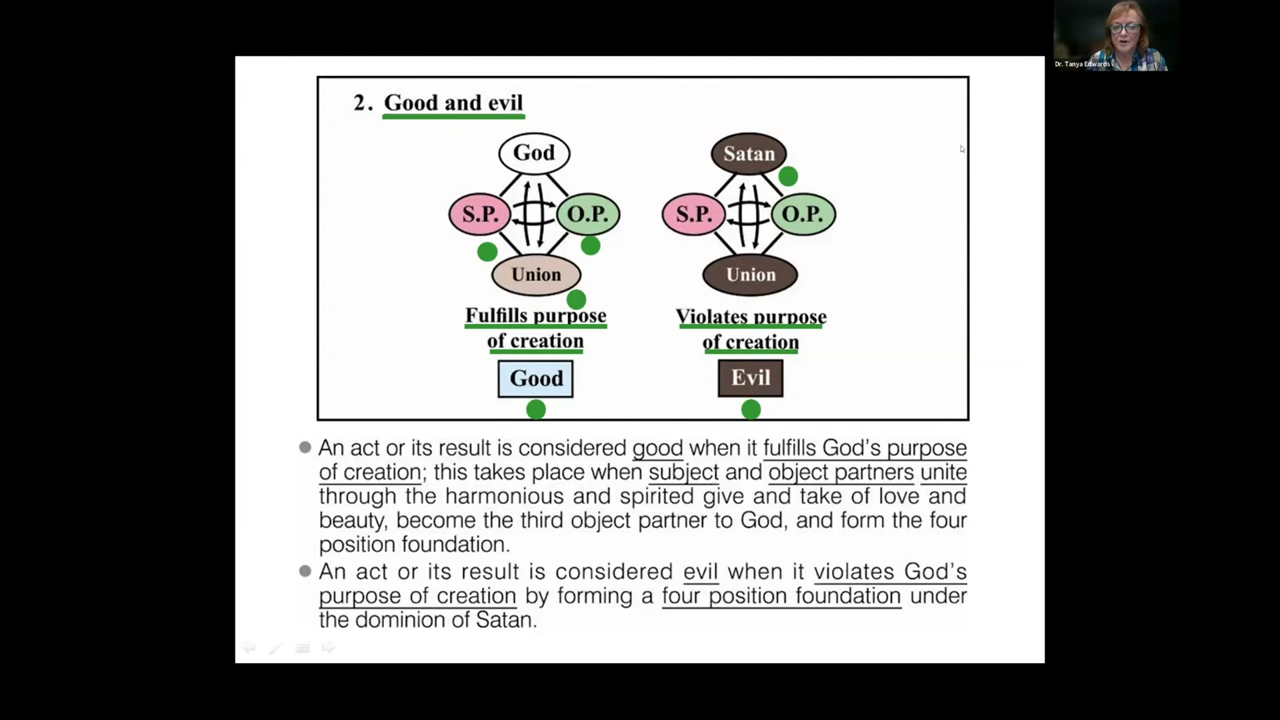 Dr. Tanya Edwards
2. Good and evil
God
S.P. O.P.
Union
Fulfills purpose
of creation
Good
Satan
S.P. O.P.
Union
Violates purpose
of creation
Evil
An act or its result is considered good when it fulfills God's purpose
of creation; this takes place when subject and object partners unite
through the harmonious and spirited give and take of love and
beauty, become the third object partner to God, and form the four
position foundation.
An act or its result is considered evil when it violates God's
purpose of creation by forming a four position foundation under
the dominion of Satan.